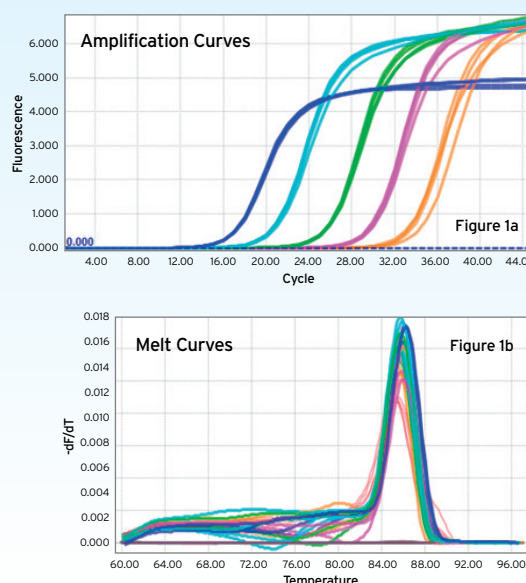 Amplification Curves
6.000
5.000
4.000
3.000
2.000
1.000
0.000
Fluorescence
0.000
Figure 1a
4.00 8.00 12.00 16.00 20.00 24.00 28.00 32.00 36.00 40.00 44.00
Cycle
Melt Curves
Figure 1b
0.018
0.016
0.014
0.012
0.010
0.008
0.006
0.004
0.002
0.000
-dF/dT
60.00 64.00 68.00 72.00 76.00 80.00 84.00 88.00 92.00 96.00
Temperature